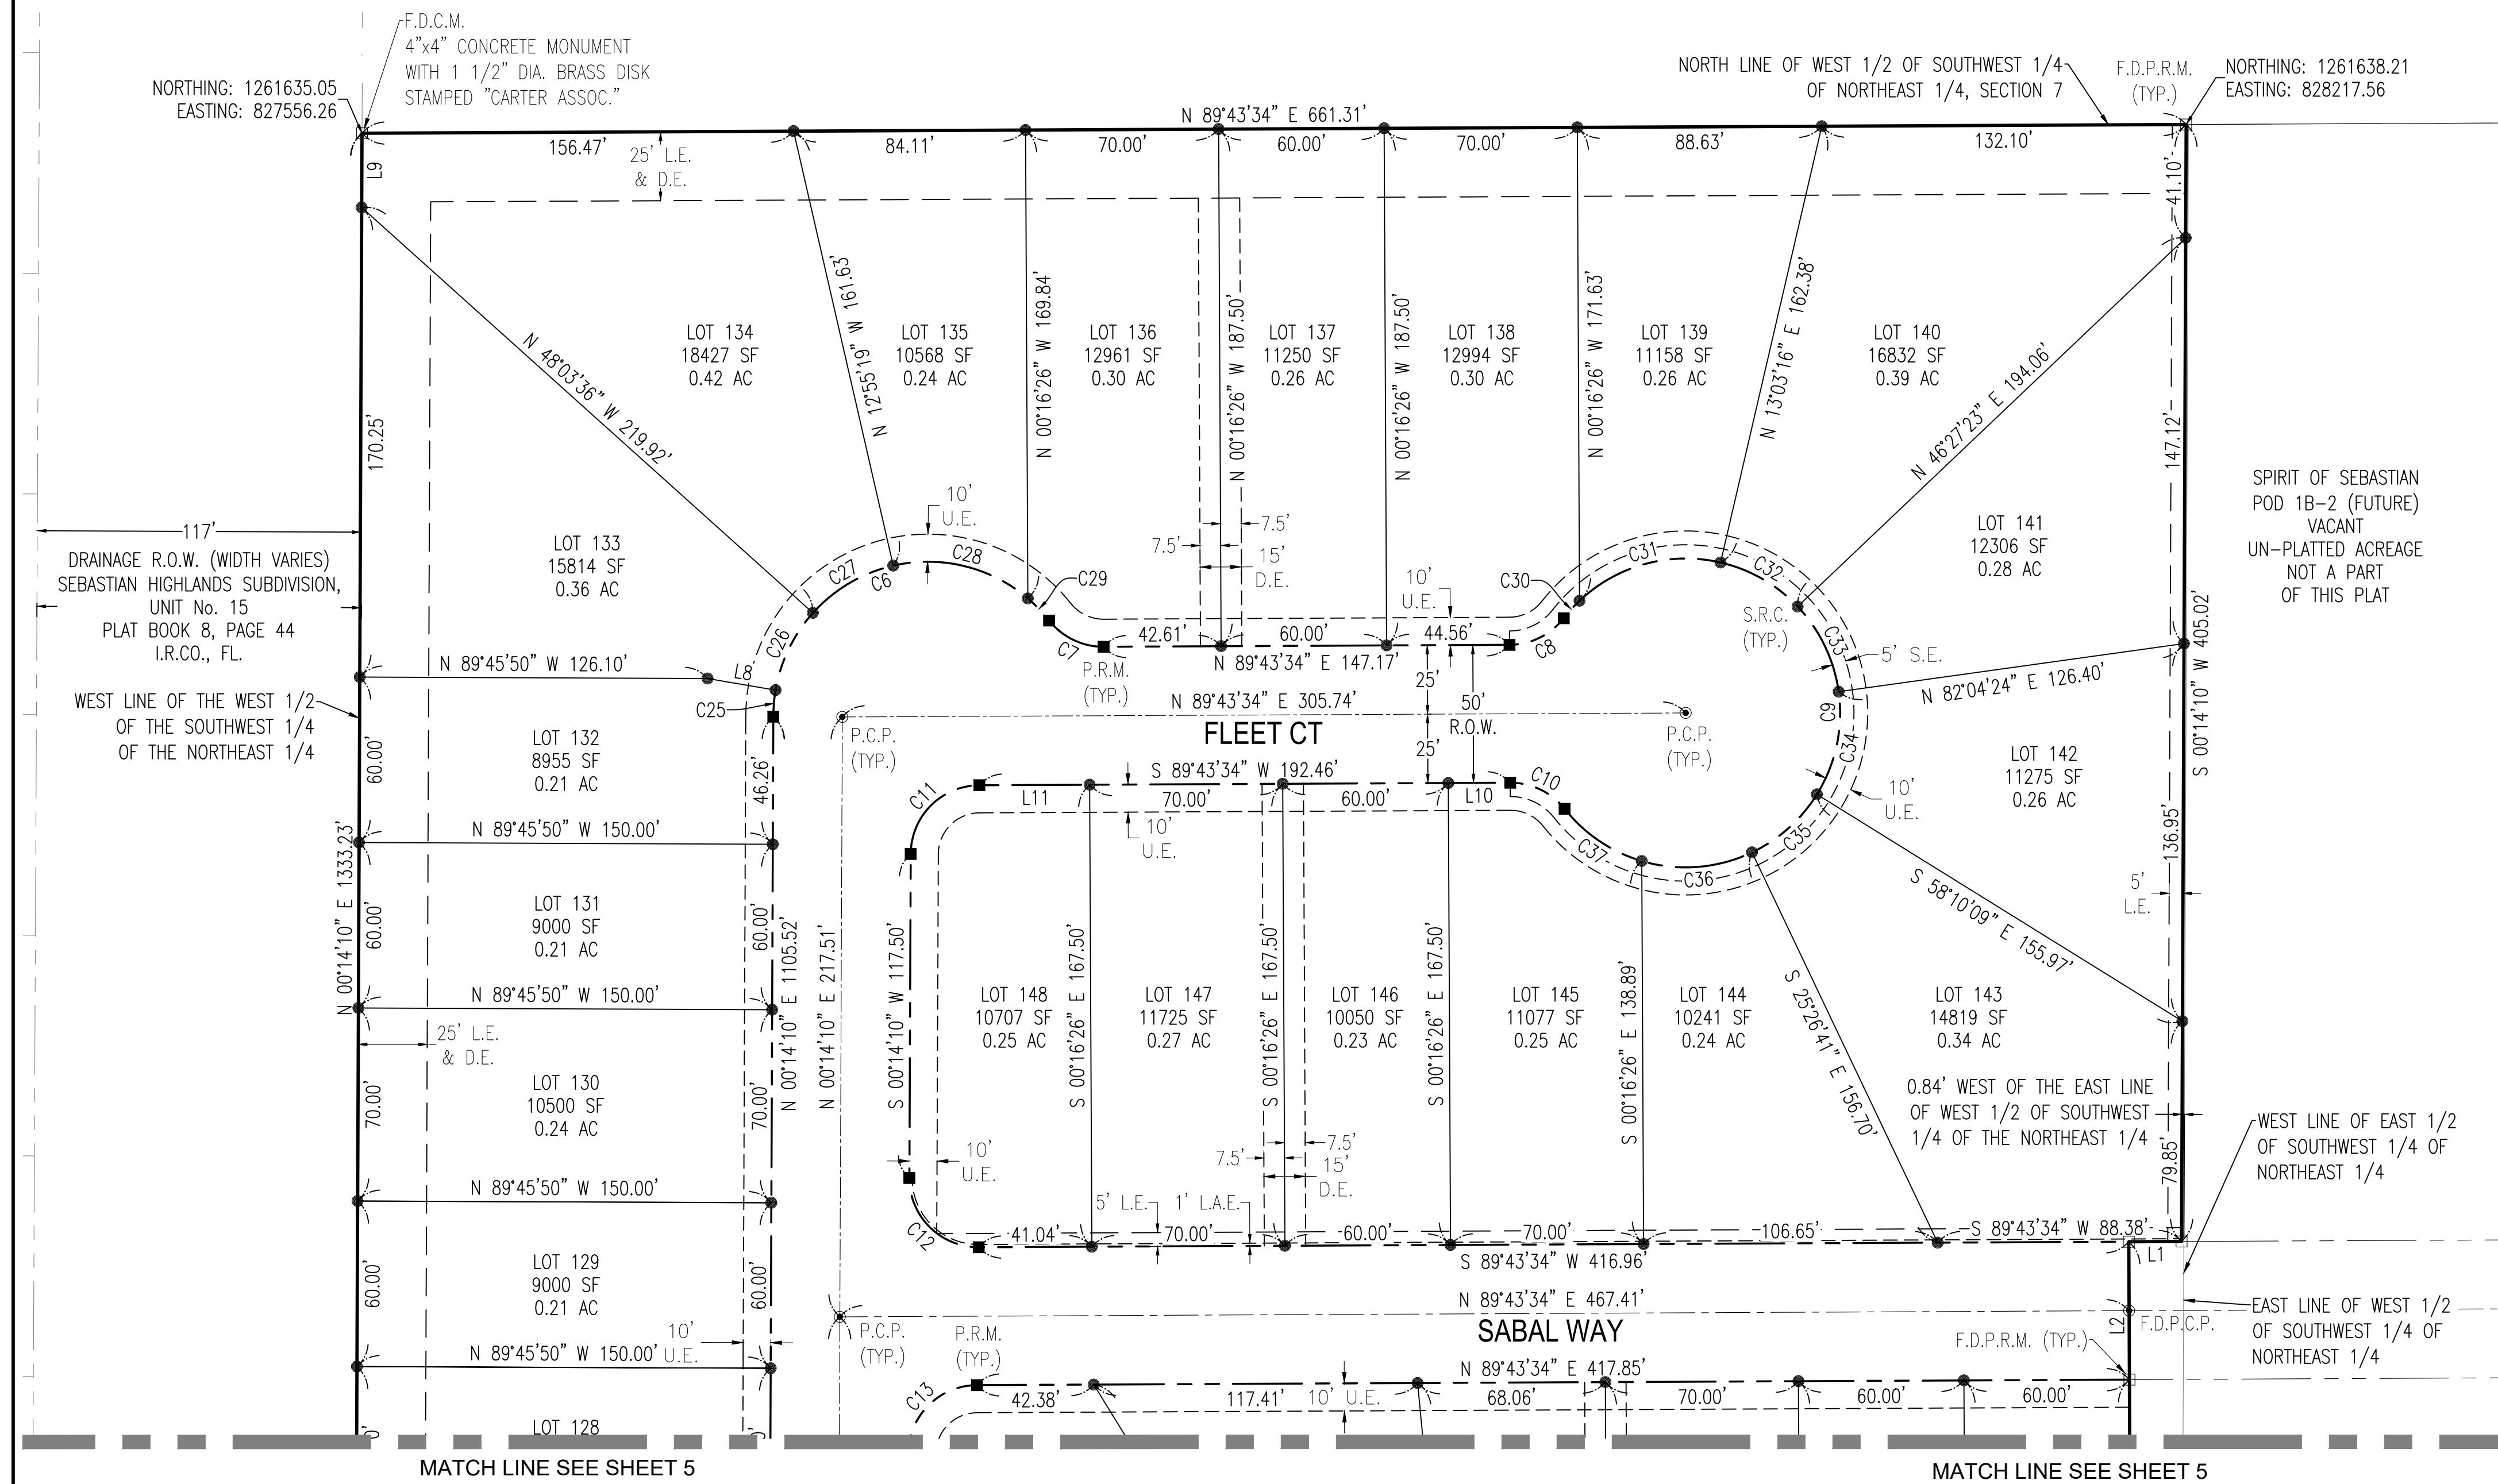 F.D.C.M.
4"x4" CONCRETE MONUMENT
WITH 1 1/2" DIA. BRASS DISK
STAMPED "CARTER ASSOC."
NORTHING: 1261635.05
EASTING: 827556.26
N 89°43'34" E 661.31'
NORTH LINE OF WEST 1/2 OF SOUTHWEST 1/4
OF NORTHEAST 1/4, SECTION 7
F.D.P.R.M.
(TYP.)
NORTHING: 1261638.21
EASTING: 828217.56
156.47'
84.11'
70.00'
60.00'
70.00'
88.63'
132.10'
25' L.E.
& D.E.
L9
41.10'
170.25'
N 48°03'36" W 219.92'
N 12°55'19" W 161.63'
N 00°16'26" W 169.84'
N 00°16'26" W 187.50'
N 00°16'26" W 187.50'
N 00°16'26" W 171.63'
N 13°03'16" E 162.38'
N 46°27'23" E 194.06'
147.12'
LOT 134
18427 SF
0.42 AC
LOT 135
10568 SF
0.24 AC
LOT 136
12961 SF
0.30 AC
LOT 137
11250 SF
0.26 AC
LOT 138
12994 SF
0.30 AC
LOT 139
11158 SF
0.26 AC
LOT 140
16832 SF
0.39 AC
SPIRIT OF SEBASTIAN
POD 1B-2 (FUTURE)
VACANT
UN-PLATTED ACREAGE
NOT A PART
OF THIS PLAT
117'
DRAINAGE R.O.W. (WIDTH VARIES)
SEBASTIAN HIGHLANDS SUBDIVISION,
UNIT No. 15
PLAT BOOK 8, PAGE 44
I.R.CO., FL.
LOT 133
15814 SF
0.36 AC
10'
U.E.
C27
C6
C28
C29
C26
7.5'
7.5'
15'
D.E.
C30
10'
U.E.
C31
C32
S.R.C.
(TYP.)
C33
5' S.E.
LOT 141
12306 SF
0.28 AC
S 00°14'10" W 405.02'
N 89°45'50" W 126.10'
L8
C25
C7
P.R.M.
(TYP.)
42.61'
60.00'
44.56'
C8
N 89°43'34" E 147.17'
25'
N 82°04'24" E 126.40'
WEST LINE OF THE WEST 1/2
OF THE SOUTHWEST 1/4
OF THE NORTHEAST 1/4
N 89°43'34" E 305.74'
50'
R.O.W.
25'
FLEET CT
P.C.P.
(TYP.)
P.C.P.
(TYP.)
C9
C34
LOT 132
8955 SF
0.21 AC
60.00'
46.26'
C11
S 89°43'34" W 192.46'
L11
70.00'
60.00'
L10
C10
10'
U.E.
LOT 142
11275 SF
0.26 AC
10'
U.E.
N 89°45'50" W 150.00'
C37
C36
C35
136.95'
N 00°14'10" E 1333.23'
LOT 131
9000 SF
0.21 AC
60.00'
60.00'
S 58°10'09" E 155.97'
5'
L.E.
N 00°14'10" E 1105.52'
N 00°14'10" E 217.51'
S 00°14'10" W 117.50'
S 00°16'26" E 167.50'
S 00°16'26" E 167.50'
S 00°16'26" E 167.50'
S 00°16'26" E 138.89'
S 25°26'41" E 156.70'
N 89°45'50" W 150.00'
LOT 148
10707 SF
0.25 AC
LOT 147
11725 SF
0.27 AC
LOT 146
10050 SF
0.23 AC
LOT 145
11077 SF
0.25 AC
LOT 144
10241 SF
0.24 AC
LOT 143
14819 SF
0.34 AC
25' L.E.
& D.E.
LOT 130
10500 SF
0.24 AC
70.00'
70.00'
0.84' WEST OF THE EAST LINE
OF WEST 1/2 OF SOUTHWEST
1/4 OF THE NORTHEAST 1/4
WEST LINE OF EAST 1/2
OF SOUTHWEST 1/4 OF
NORTHEAST 1/4
79.85'
10'
U.E.
7.5'
7.5'
15'
D.E.
N 89°45'50" W 150.00'
5' L.E.
1' L.A.E.
C12
41.04'
70.00'
60.00'
70.00'
106.65'
S 89°43'34" W 88.38'
S 89°43'34" W 416.96'
L1
LOT 129
9000 SF
0.21 AC
60.00'
60.00'
N 89°43'34" E 467.41'
SABAL WAY
P.C.P.
(TYP.)
P.R.M.
(TYP.)
10'
U.E.
N 89°45'50" W 150.00'
F.D.P.R.M. (TYP.)
L2
F.D.P.C.P.
EAST LINE OF WEST 1/2
OF SOUTHWEST 1/4 OF
NORTHEAST 1/4
N 89°43'34" E 417.85'
C13
42.38'
117.41'
10' U.E.
68.06'
70.00'
60.00'
60.00'
LOT 128
MATCH LINE SEE SHEET 5
MATCH LINE SEE SHEET 5